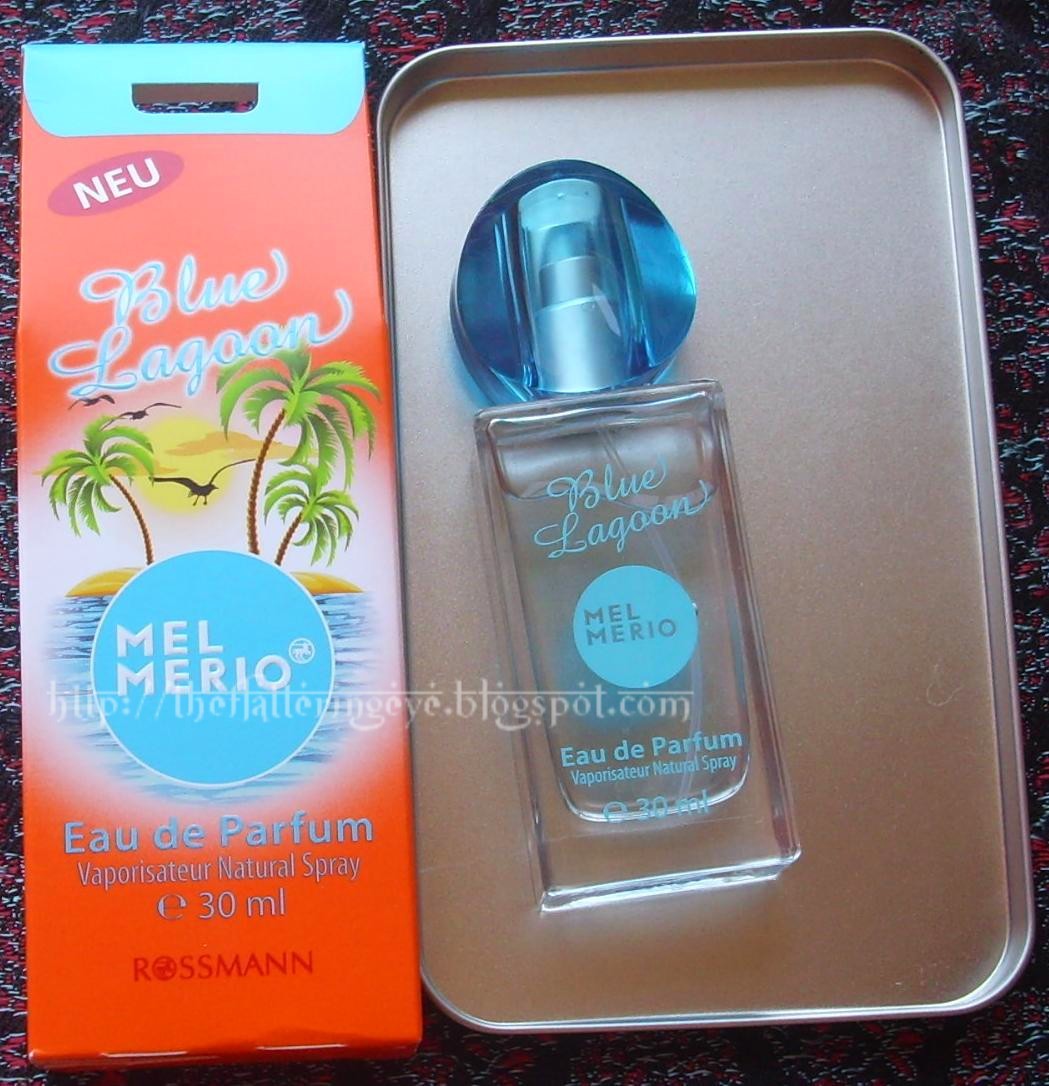 NEU
Blue
Lagoon
MEL
MERIO
Eau de Parfum
Vaporisateur Natural Spray
℮ 30 ml
ROSSMANN
Blue
Lagoon
MEL
MERIO
Eau de Parfum
Vaporisateur Natural Spray
℮ 30 ml
http://theflatteringeye.blogspot.com